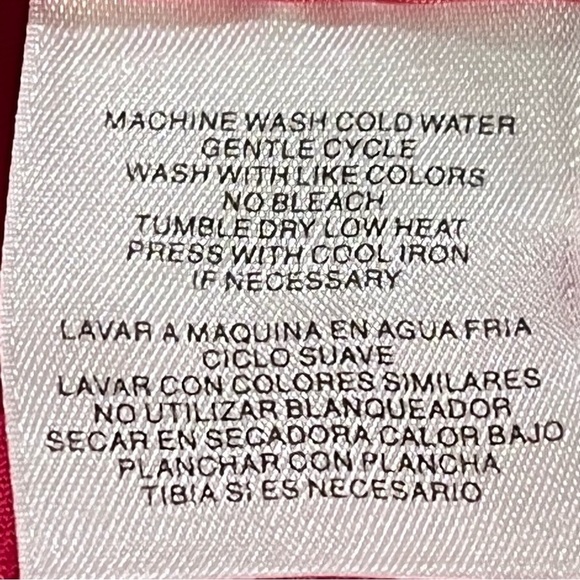 MACHINE WASH COLD WATER
GENTLE CYCLE
WASH WITH LIKE COLORS
NO BLEACH
TUMBLE DRY LOW HEAT
PRESS WITH COOL IRON
IF NECESSARY
LAVAR A MAQUINA EN AGUA FRIA
CICLO SUAVE
LAVAR CON COLORES SIMILARES
NO UTILIZAR BLANQUEADOR
SECAR EN SECADORA CALOR BAJO
PLANCHAR CON PLANCHA
TIBIA SI ES NECESARIO